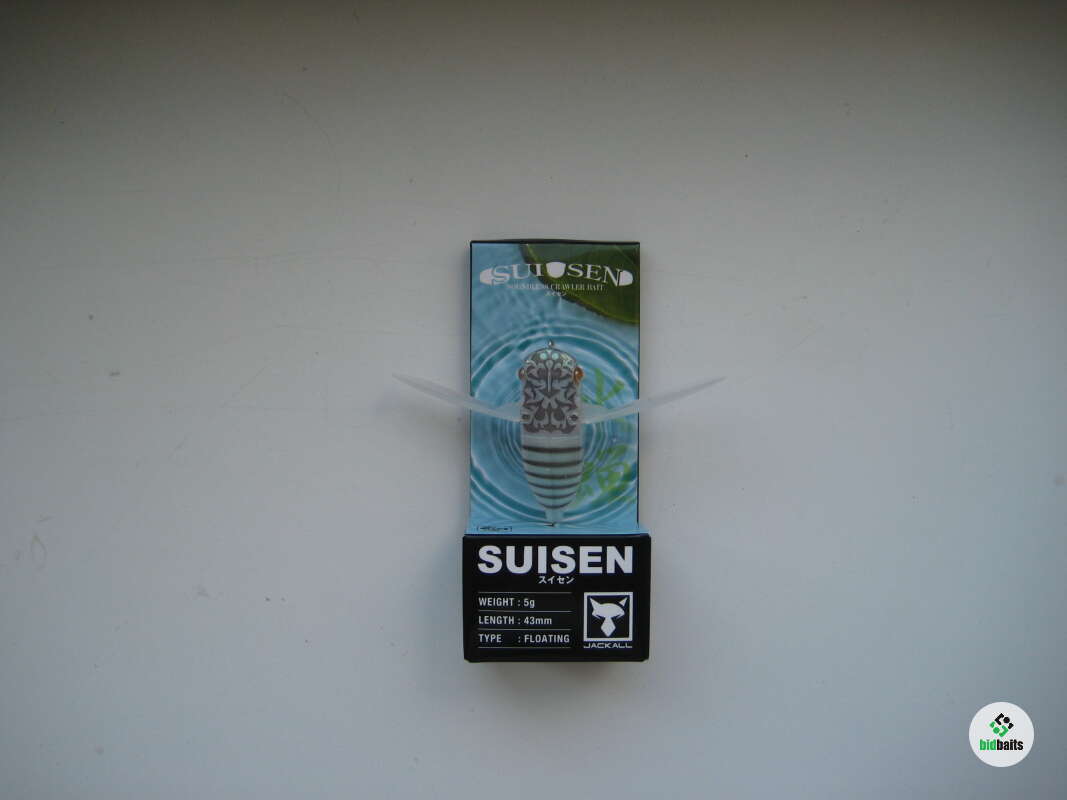 SUISEN
SOUNDLESS CRAWLER BAIT
スイセン
SUISEN
スイセン
WEIGHT : 5g
LENGTH : 43mm
TYPE : FLOATING
JACKALL
bidbaits